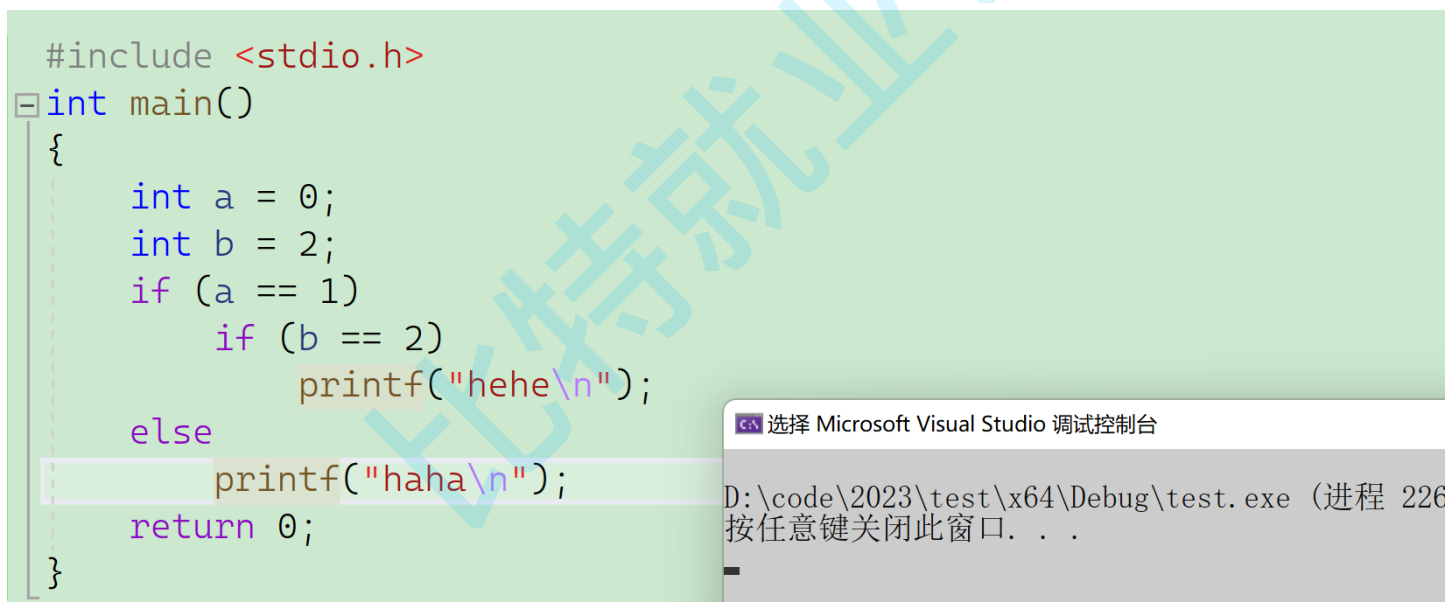 #include <stdio.h>
int main()
{
int a = 0;
int b = 2;
if (a == 1)
if (b == 2)
printf("hehe\n");
else
printf("haha\n");
return 0;
}
选择 Microsoft Visual Studio 调试控制台
D:\code\2023\test\x64\Debug\test.exe (进程 226
按任意键关闭此窗口. . .
比特就业